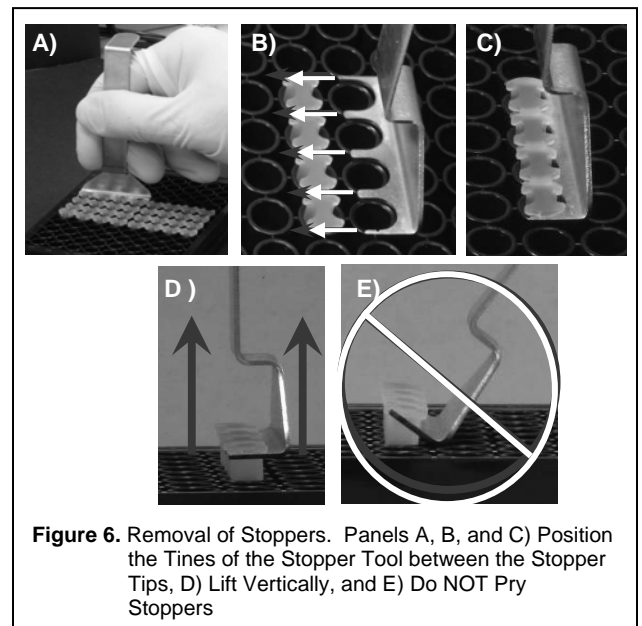 A)
B)
C)
D )
E)
Figure 6. Removal of Stoppers. Panels A, B, and C) Position
the Tines of the Stopper Tool between the Stopper
Tips, D) Lift Vertically, and E) Do NOT Pry
Stoppers